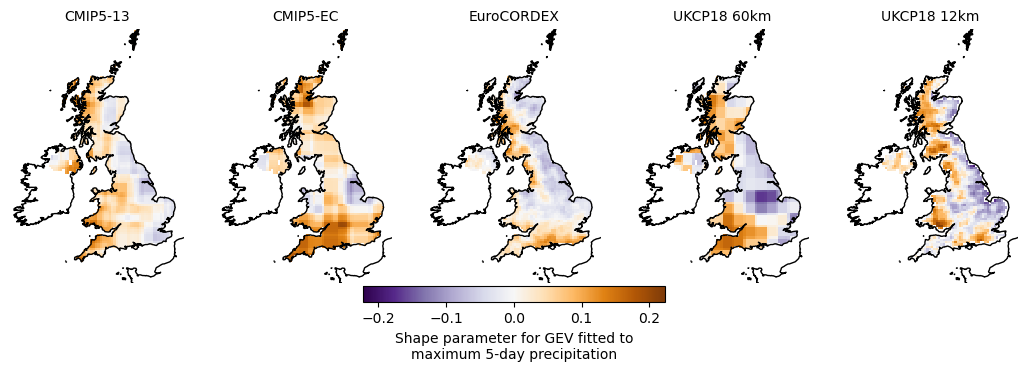 CMIP5-13
CMIP5-EC
EuroCORDEX
UKCP18 60km
UKCP18 12km
−0.2
−0.1
0.0
0.1
0.2
Shape parameter for GEV fitted to
maximum 5-day precipitation